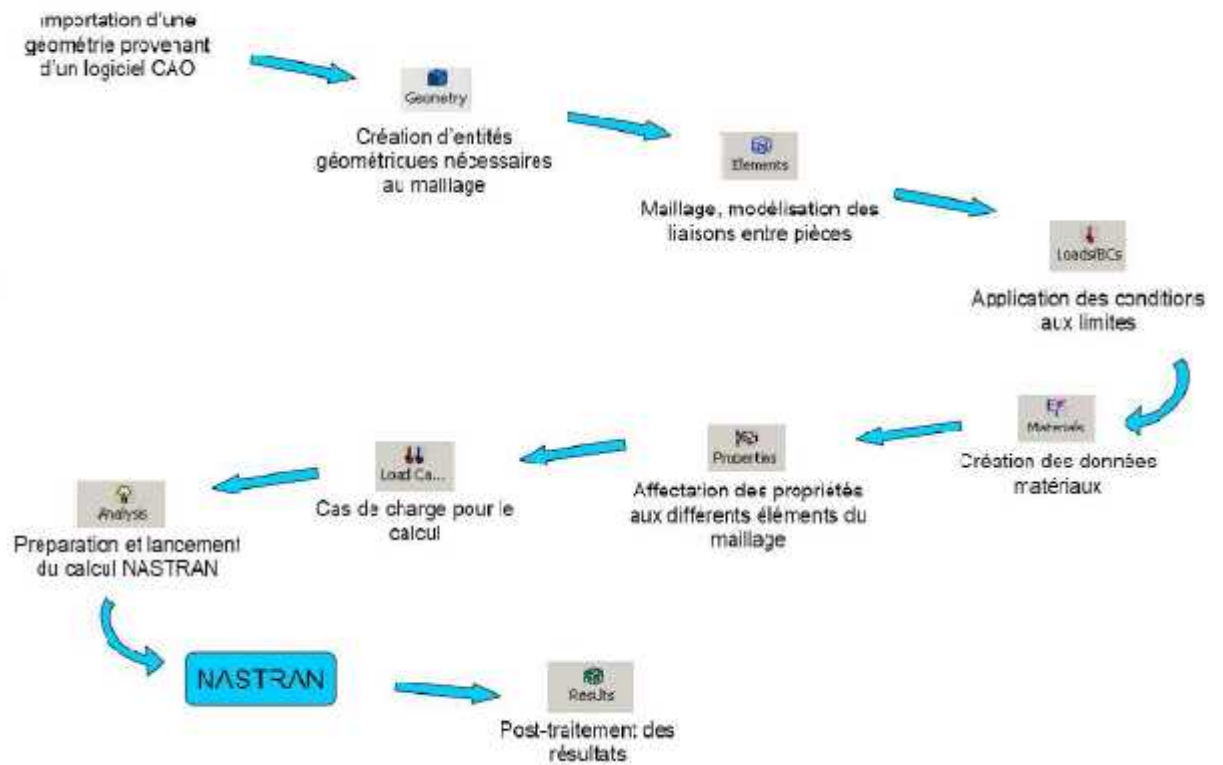 Importation d'une
géométrie provenant
d'un logiciel CAO
Geometry
Création d'entités
géométriques nécessaires
au maillage
Elements
Maillage, modélisation des
liaisons entre pièces
Loads/BCs
Application des conditions
aux limites
Materials
Création des données
matériaux
Properties
Affectation des propriétés
aux differents éléments du
maillage
Load Ca...
Cas de charge pour le
calcul
Analysis
Préparation et lancement
du calcul NASTRAN
NASTRAN
Results
Post-traitement des
résultats